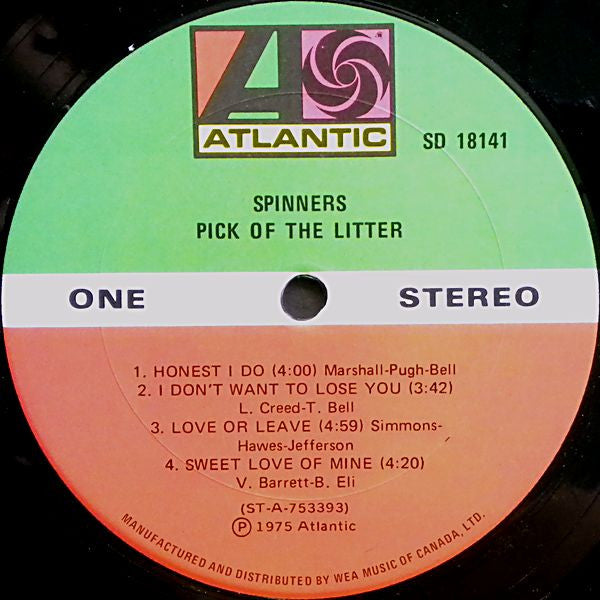 ATLANTIC
SD 18141
SPINNERS
PICK OF THE LITTER
ONE
STEREO
1. HONEST I DO (4:00) Marshall-Pugh-Bell
2. I DON'T WANT TO LOSE YOU (3:42)
L. Creed-T. Bell
3. LOVE OR LEAVE (4:59) Simmons-
Hawes-Jefferson
4. SWEET LOVE OF MINE (4:20)
V. Barrett-B. Eli
(ST-A-753393)
Ⓟ 1975 Atlantic
MANUFACTURED AND DISTRIBUTED BY WEA MUSIC OF CANADA, LTD.